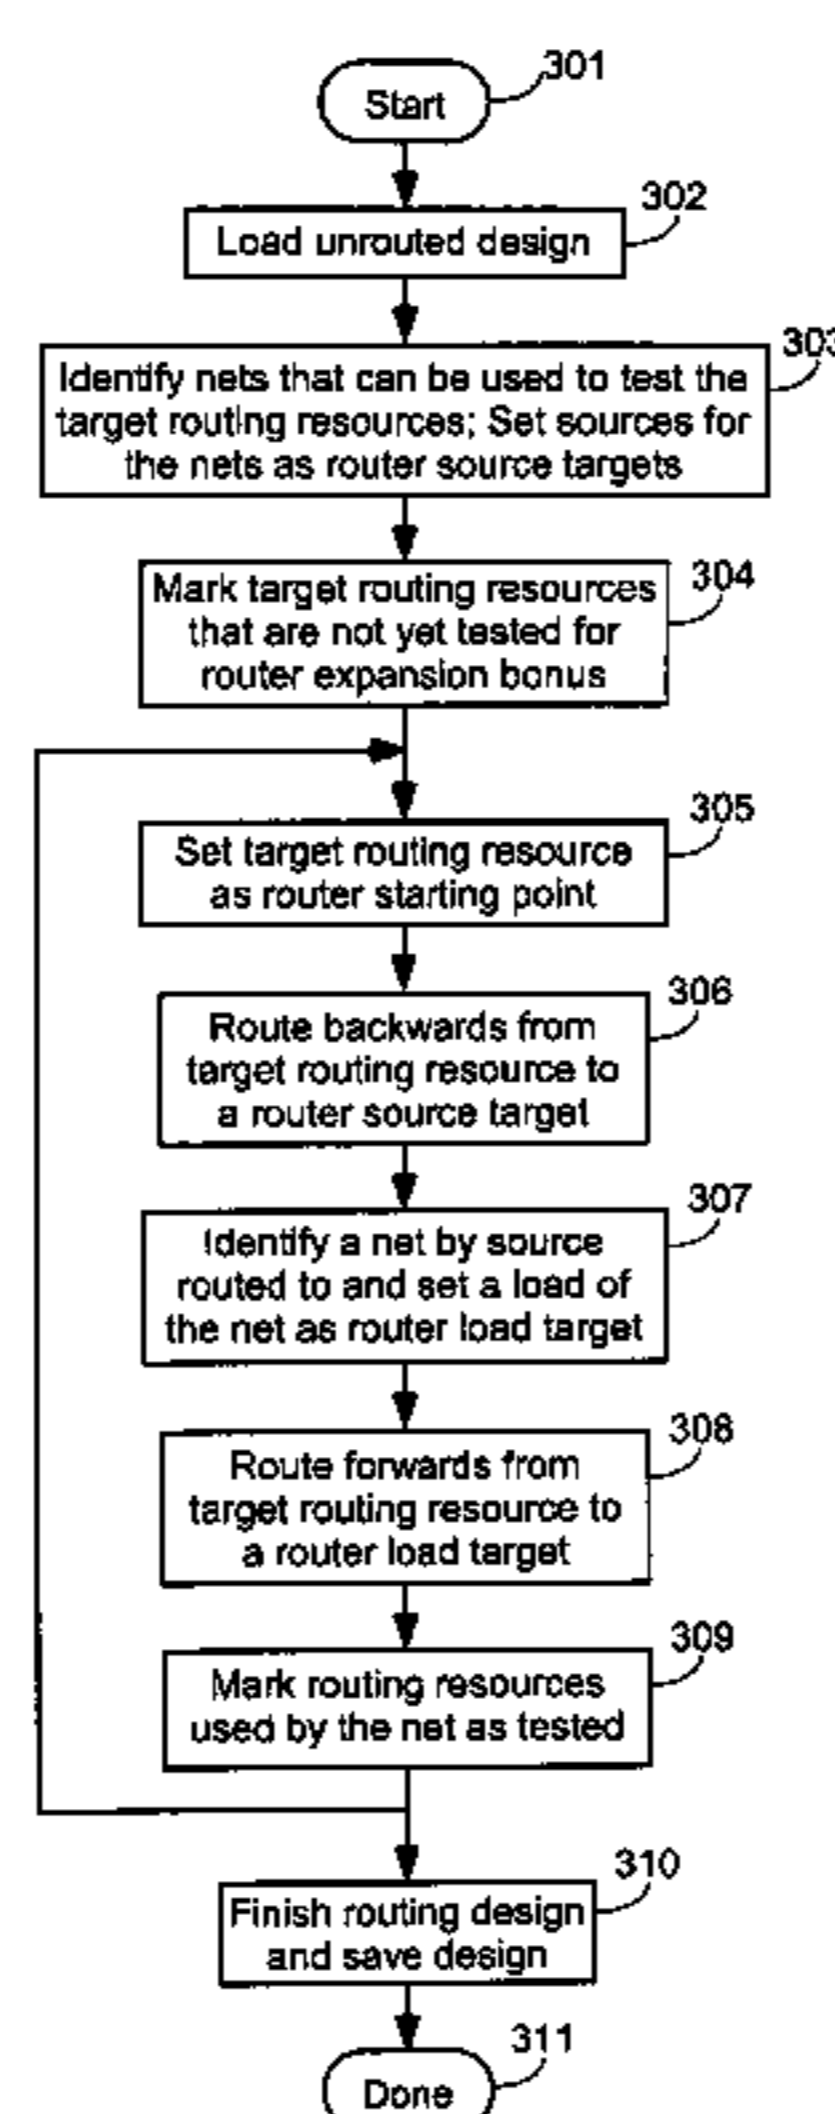 301
Start
302
Load unrouted design
303
Identify nets that can be used to test the
target routing resources; Set sources for
the nets as router source targets
304
Mark target routing resources
that are not yet tested for
router expansion bonus
305
Set target routing resource
as router starting point
306
Route backwards from
target routing resource to
a router source target
307
Identify a net by source
routed to and set a load of
the net as router load target
308
Route forwards from
target routing resource to
a router load target
309
Mark routing resources
used by the net as tested
310
Finish routing design
and save design
311
Done